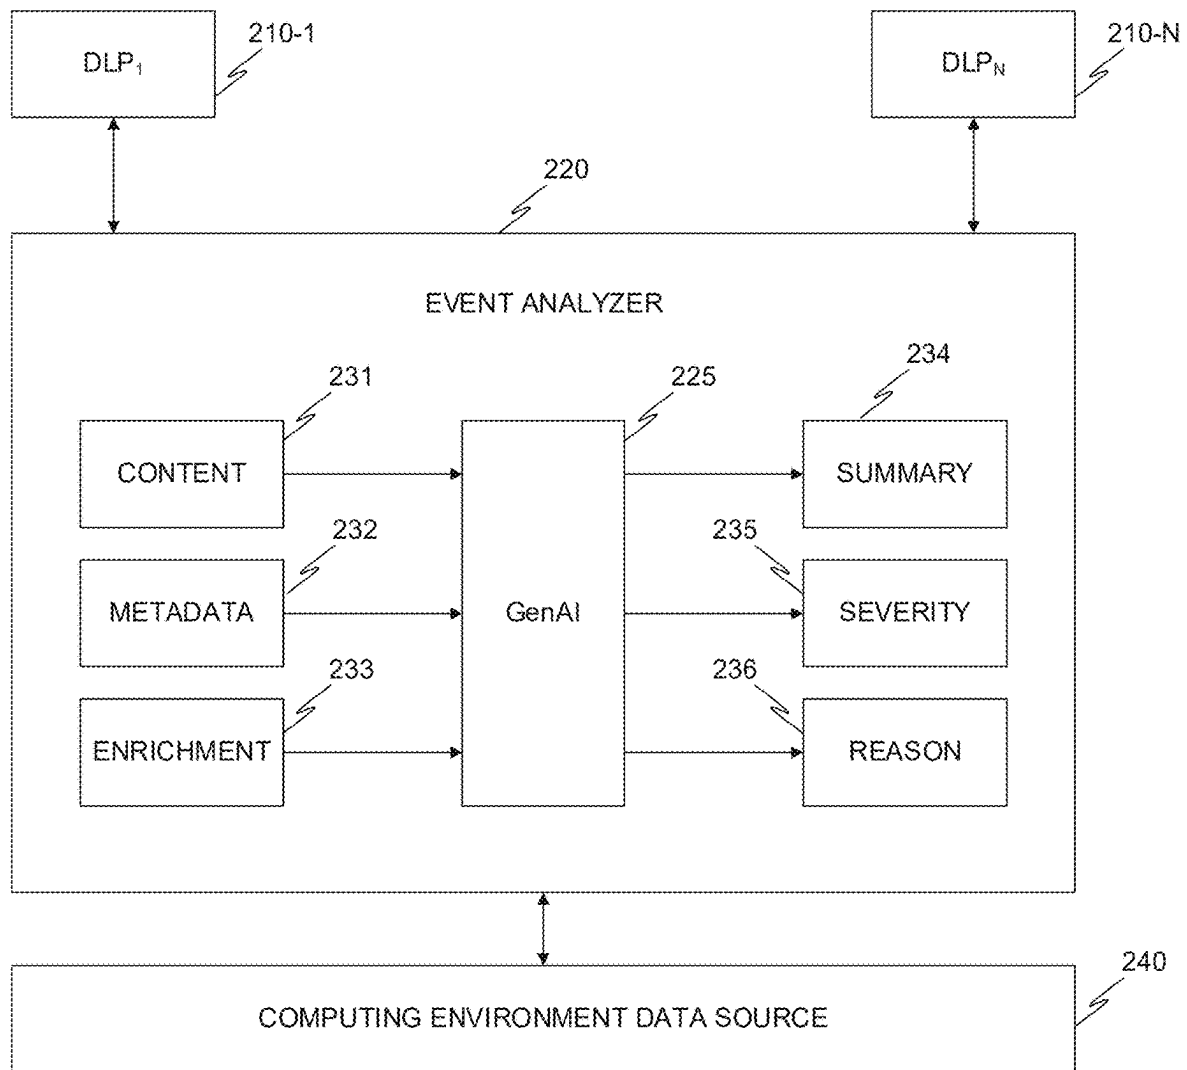 210-1
210-N
DLP₁
DLPN
220
EVENT ANALYZER
234
231
225
CONTENT
SUMMARY
232
235
METADATA
GenAI
SEVERITY
233
236
ENRICHMENT
REASON
240
COMPUTING ENVIRONMENT DATA SOURCE